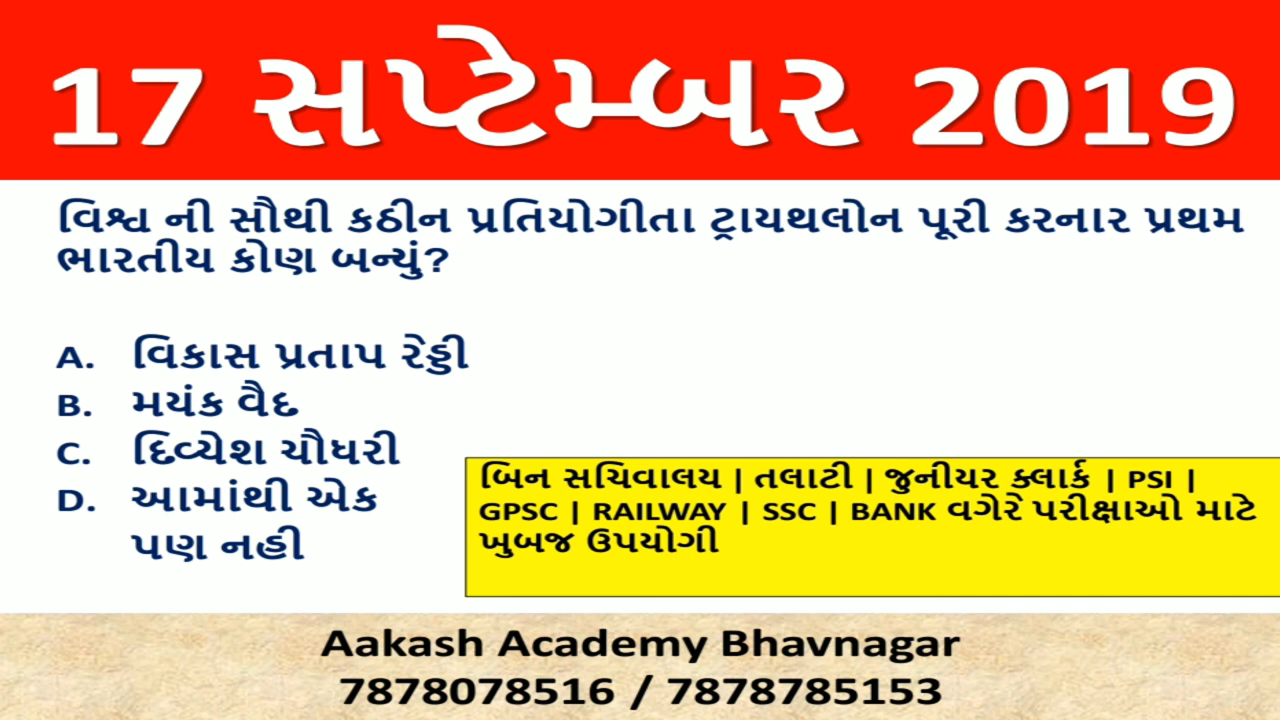 17 સપ્ટેમ્બર 2019
વિશ્વ ની સૌથી કઠીન પ્રતિયોગીતા ટ્રાયથલોન પૂરી કરનાર પ્રથમ
ભારતીય કોણ બન્યું?
A. વિકાસ પ્રતાપ રેડ્ડી
B. મયંક વૈદ
C. દિવ્યેશ ચૌધરી
D. આમાંથી એક
પણ નહી
બિન સચિવાલય | તલાટી | જુનીયર ક્લાર્ક | PSI |
GPSC | RAILWAY | SSC | BANK વગેરે પરીક્ષાઓ માટે
ખુબજ ઉપયોગી
Aakash Academy Bhavnagar
7878078516 / 7878785153